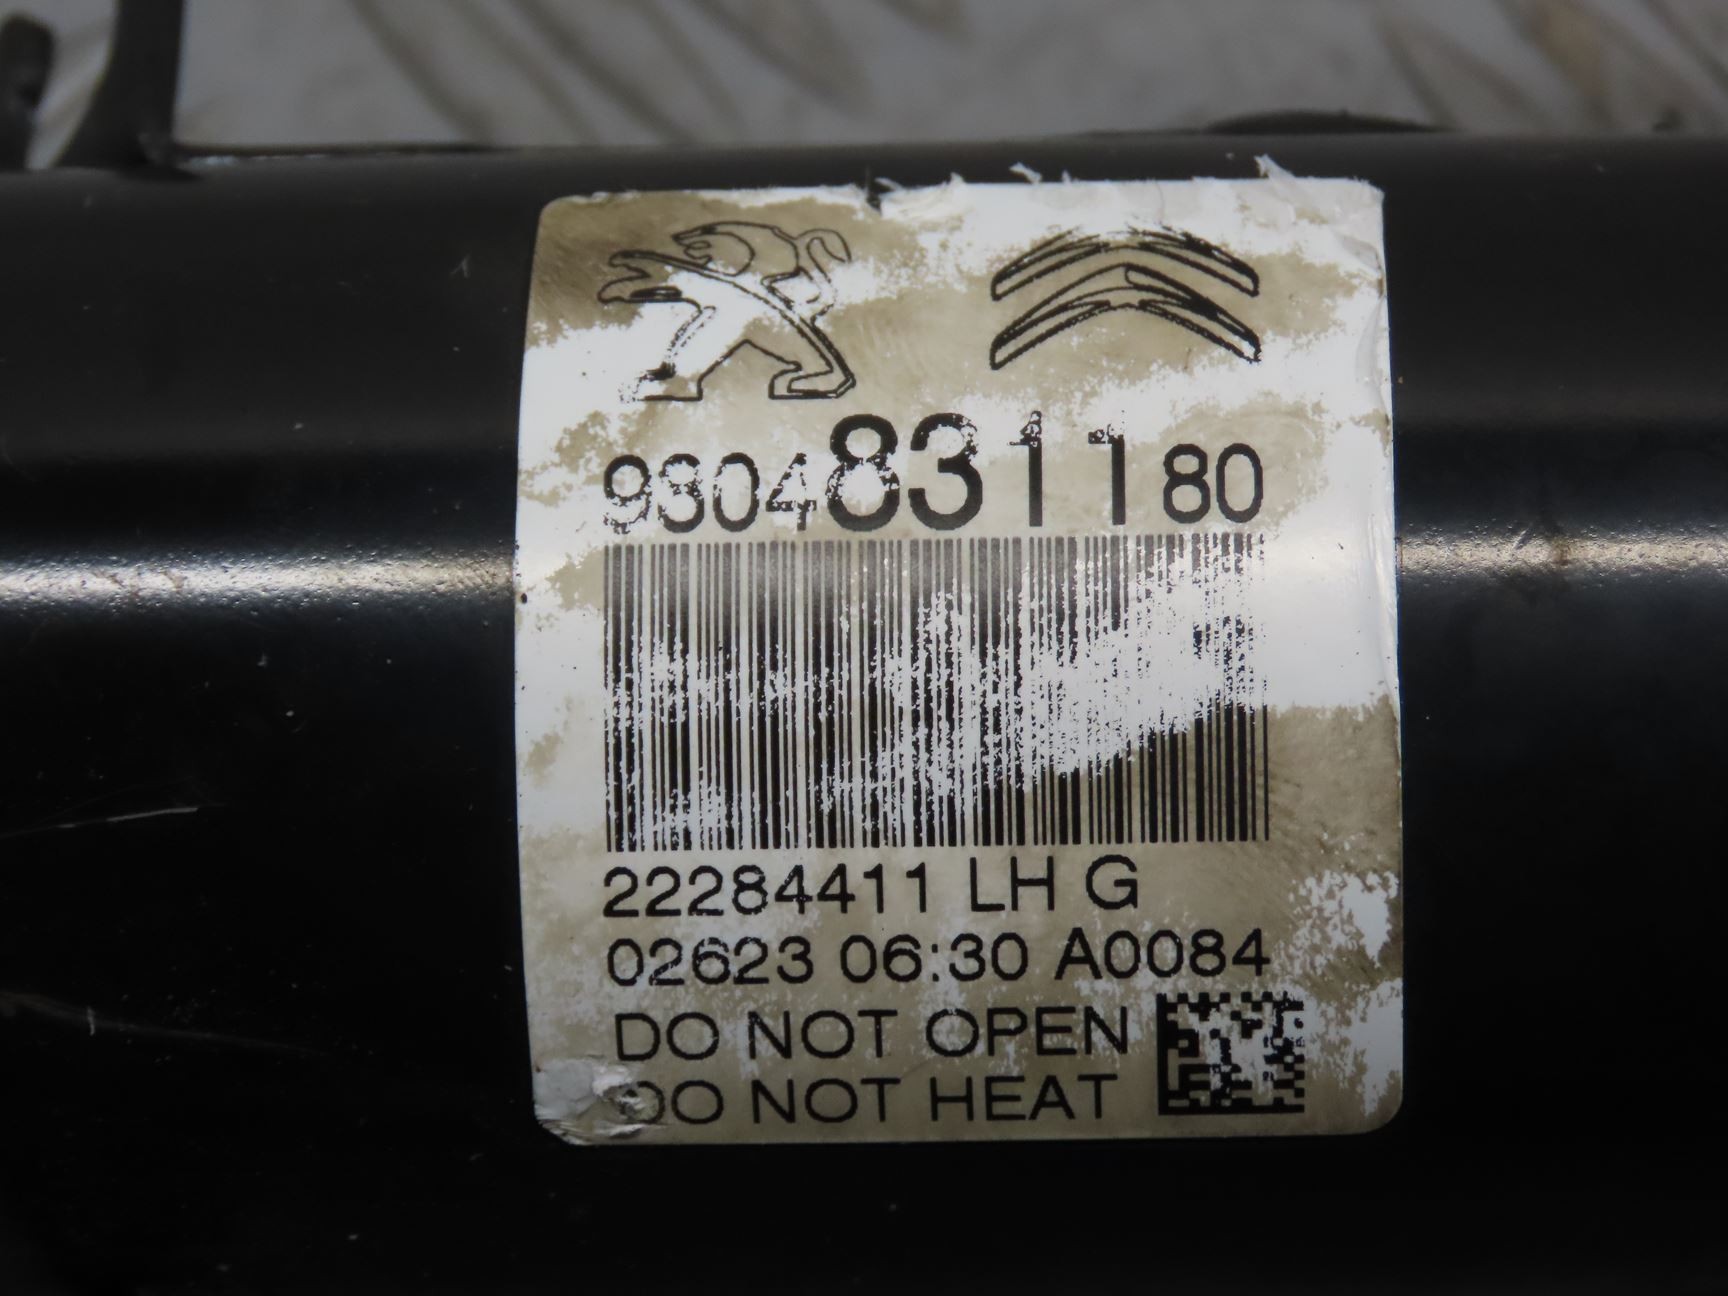 9804831180
22284411 LH G
02623 06:30 A0084
DO NOT OPEN
DO NOT HEAT